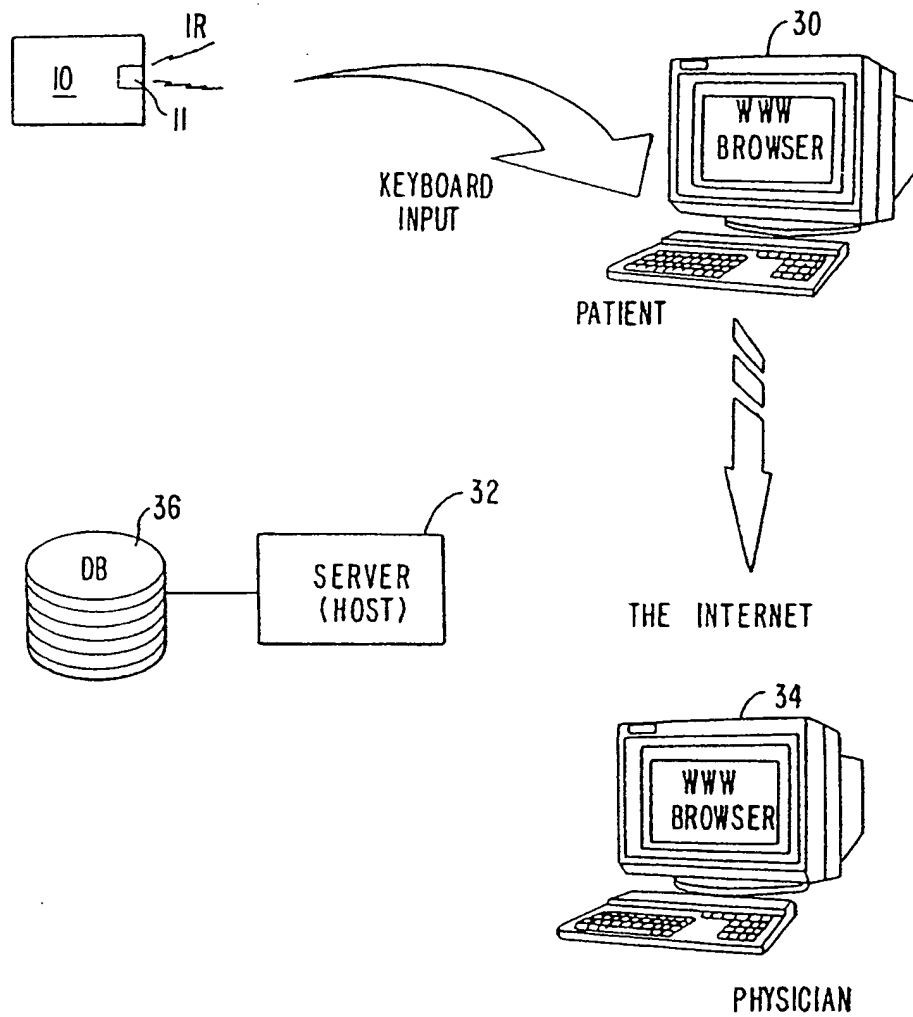 IR
10
11
30
WWW
BROWSER
KEYBOARD
INPUT
PATIENT
36
DB
32
SERVER
(HOST)
THE INTERNET
34
WWW
BROWSER
PHYSICIAN